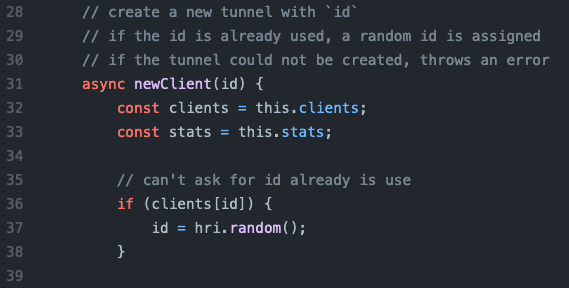 28 // create a new tunnel with `id`
29 // if the id is already used, a random id is assigned
30 // if the tunnel could not be created, throws an error
31 async newClient(id) {
32 const clients = this.clients;
33 const stats = this.stats;
34
35 // can't ask for id already is use
36 if (clients[id]) {
37 id = hri.random();
38 }
39